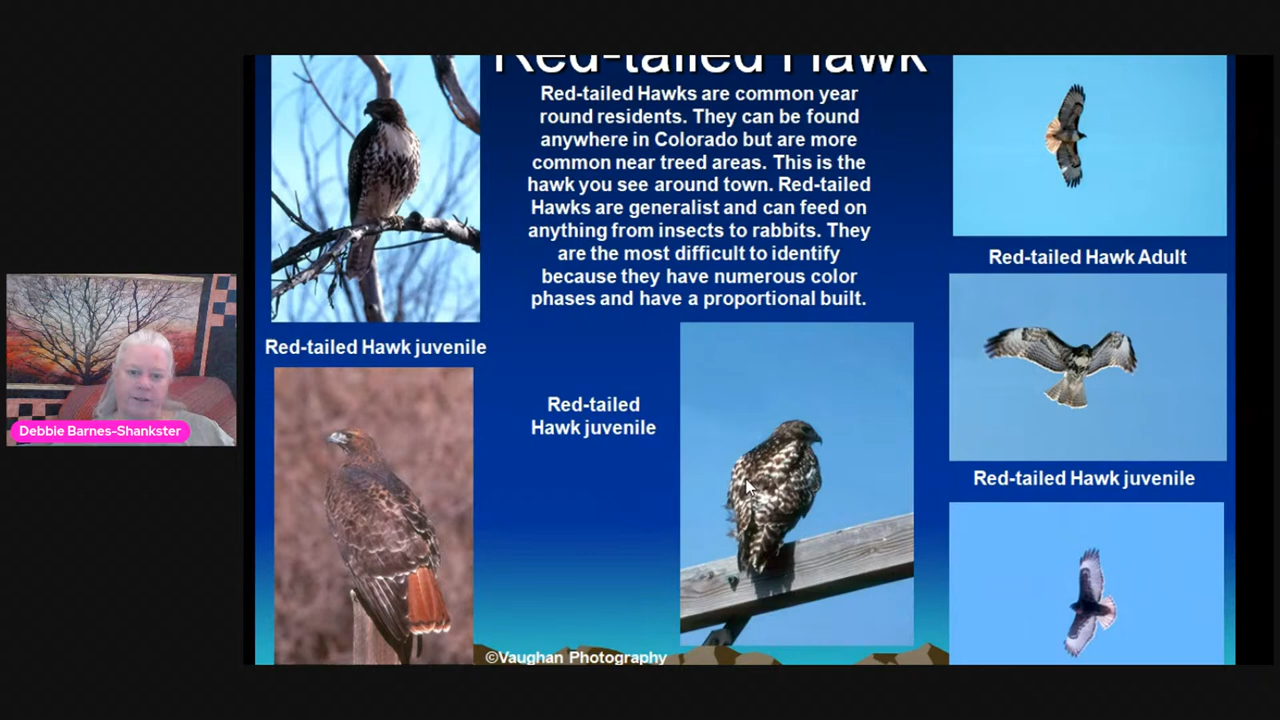 Red-tailed Hawk
Red-tailed Hawks are common year
round residents. They can be found
anywhere in Colorado but are more
common near treed areas. This is the
hawk you see around town. Red-tailed
Hawks are generalist and can feed on
anything from insects to rabbits. They
are the most difficult to identify
because they have numerous color
phases and have a proportional built.
Red-tailed Hawk juvenile
Red-tailed
Hawk juvenile
Red-tailed Hawk Adult
Red-tailed Hawk juvenile
©Vaughan Photography
Debbie Barnes-Shankster